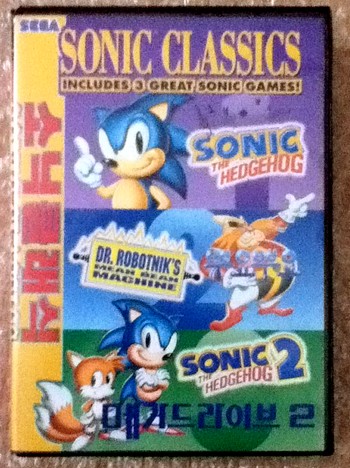 SEGA
SONIC CLASSICS
INCLUDES 3 GREAT SONIC GAMES!
SONIC
THE HEDGEHOG
DR. ROBOTNIK'S
MEAN BEAN
MACHINE
SONIC 2
THE HEDGEHOG
메가드라이브 2